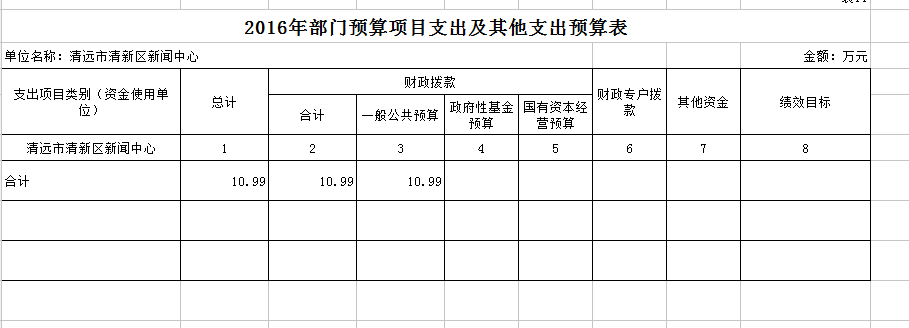 2016年部门预算项目支出及其他支出预算表
单位名称：清远市清新区新闻中心 金额：万元
支出项目类别（资金使用单位） 总计 财政拨款 财政专户拨款 其他资金 绩效目标
合计 一般公共预算 政府性基金预算 国有资本经营预算
清远市清新区新闻中心 1 2 3 4 5 6 7 8
合计 10.99 10.99 10.99